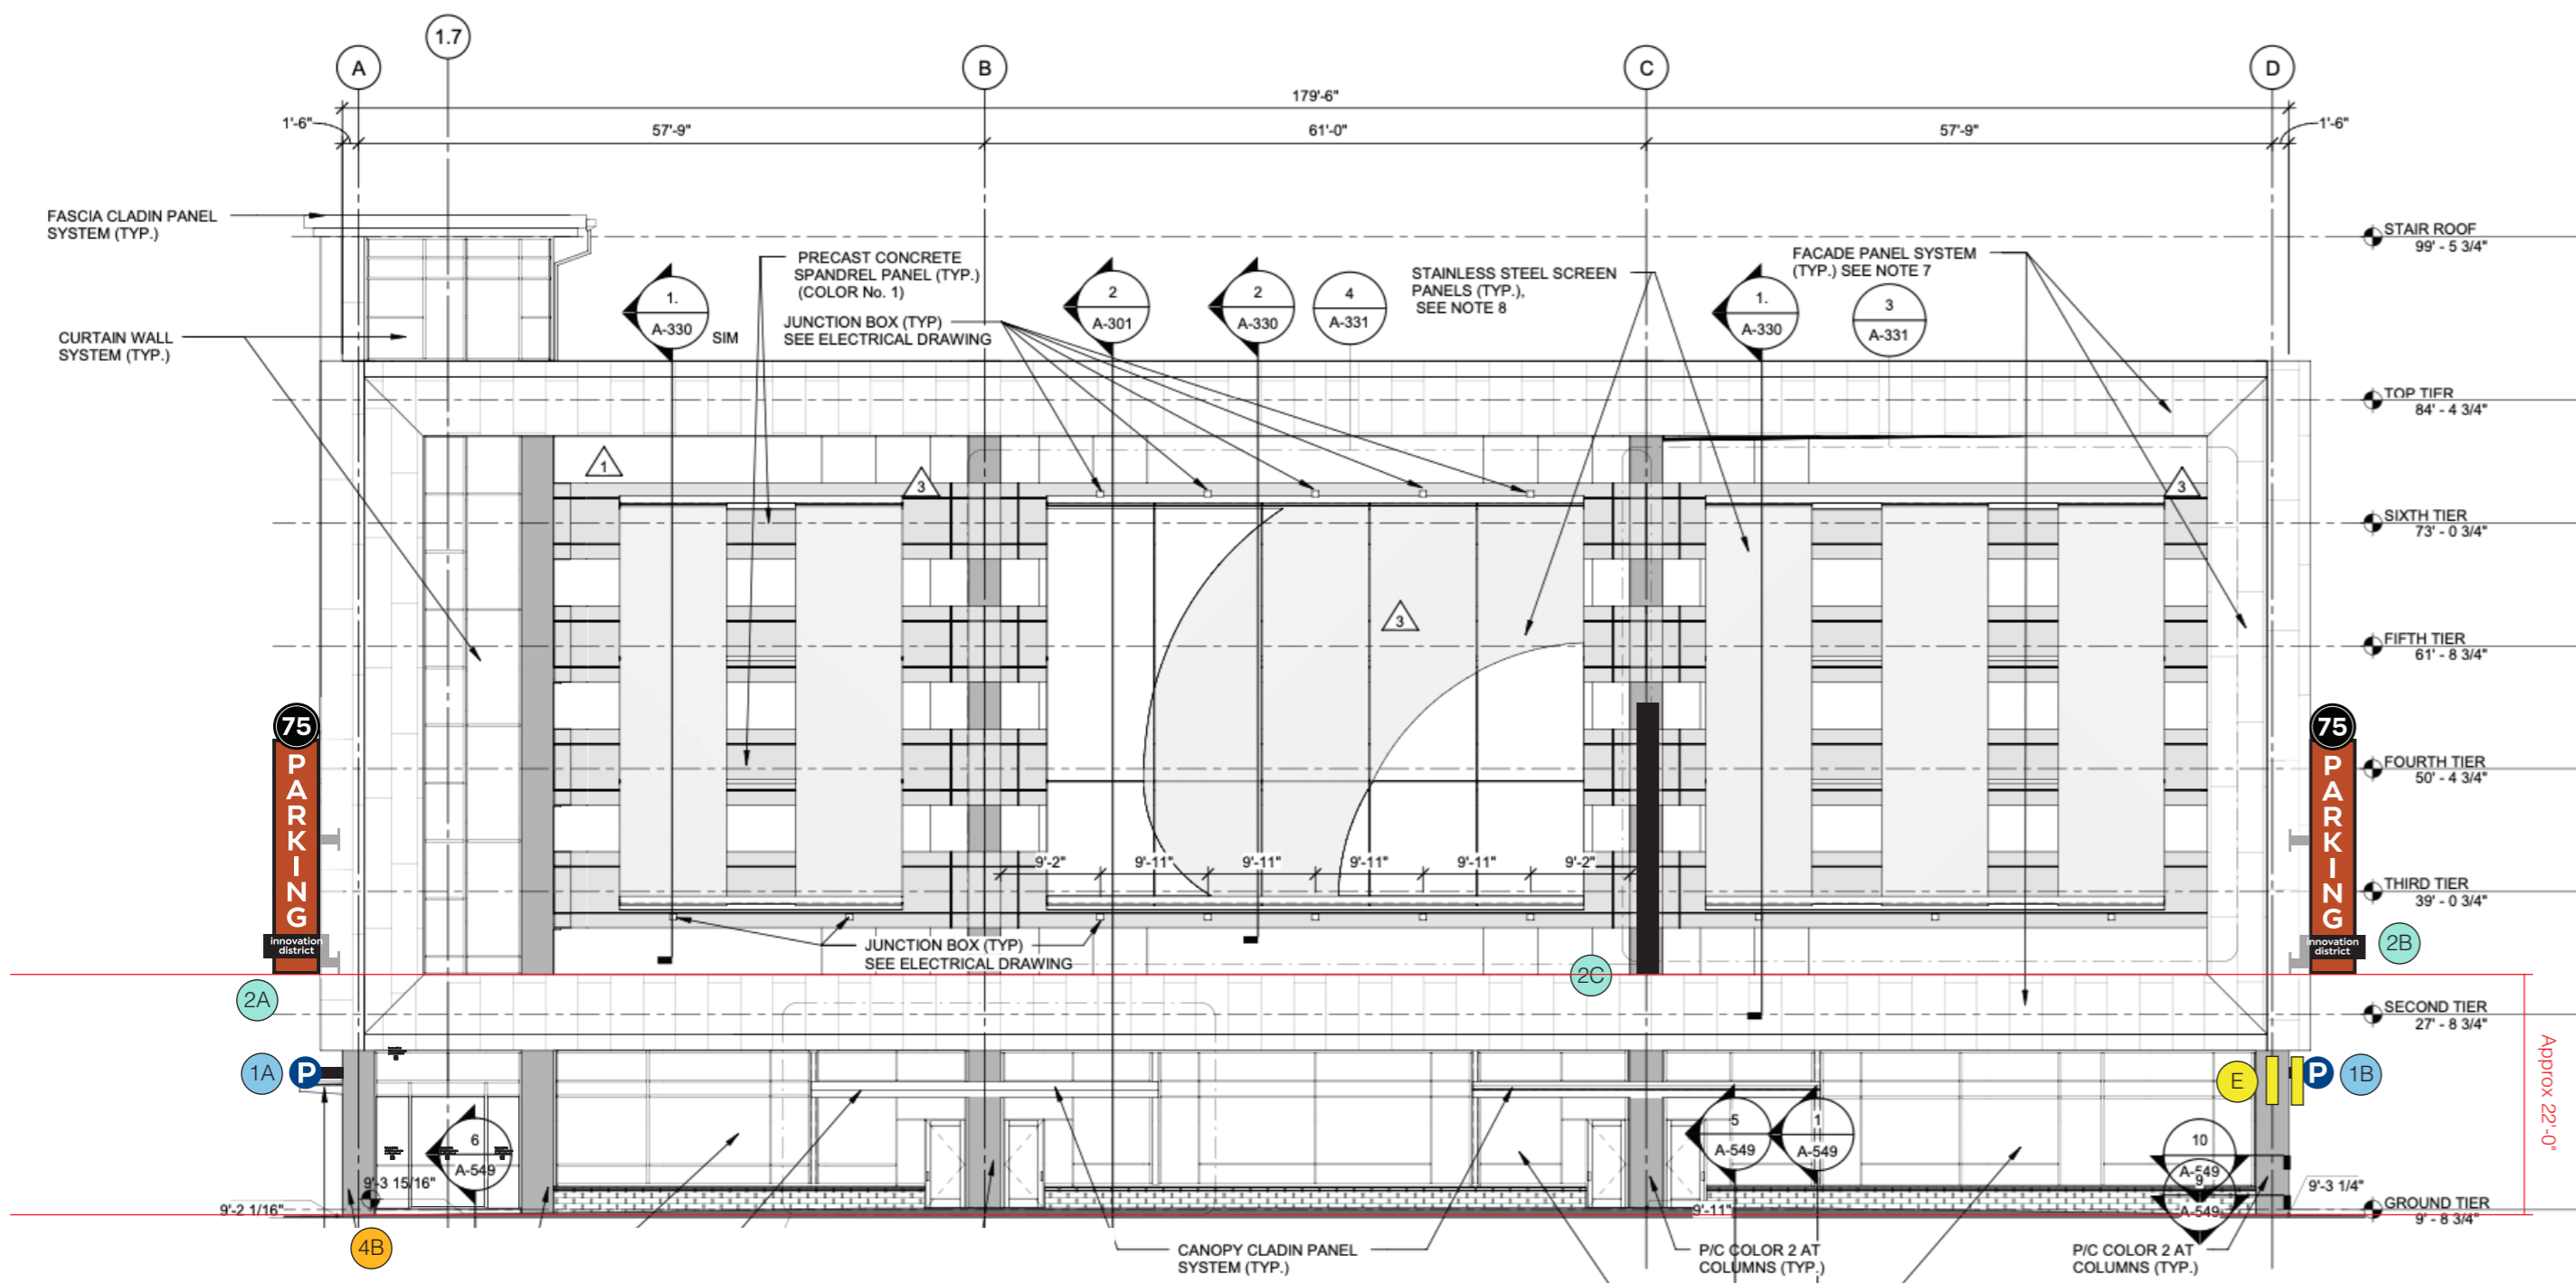 1.7
A
B
C
D
179'-6"
1'-6"
57'-9"
61'-0"
57'-9"
1'-6"
FASCIA CLADIN PANEL
SYSTEM (TYP.)
CURTAIN WALL
SYSTEM (TYP.)
PRECAST CONCRETE
SPANDREL PANEL (TYP.)
(COLOR No. 1)
JUNCTION BOX (TYP)
SEE ELECTRICAL DRAWING
1.
A-330
SIM
2
A-301
2
A-330
4
A-331
STAINLESS STEEL SCREEN
PANELS (TYP.),
SEE NOTE 8
1.
A-330
FACADE PANEL SYSTEM
(TYP.) SEE NOTE 7
3
A-331
STAIR ROOF
99' - 5 3/4"
TOP TIER
84' - 4 3/4"
SIXTH TIER
73' - 0 3/4"
FIFTH TIER
61' - 8 3/4"
FOURTH TIER
50' - 4 3/4"
THIRD TIER
39' - 0 3/4"
SECOND TIER
27' - 8 3/4"
GROUND TIER
9' - 8 3/4"
1
3
3
3
75
PARKING
innovation
district
75
PARKING
innovation
district
9'-2"
9'-11"
9'-11"
9'-11"
9'-11"
9'-2"
JUNCTION BOX (TYP)
SEE ELECTRICAL DRAWING
2A
2B
2C
1A
P
E
P
1B
Approx 22'-0"
6
A-549
5
A-549
1
A-549
10
A-549
9
A-549
9'-3 15/16"
9'-2 1/16"
9'-11"
9'-3 1/4"
4B
CANOPY CLADIN PANEL
SYSTEM (TYP.)
P/C COLOR 2 AT
COLUMNS (TYP.)
P/C COLOR 2 AT
COLUMNS (TYP.)